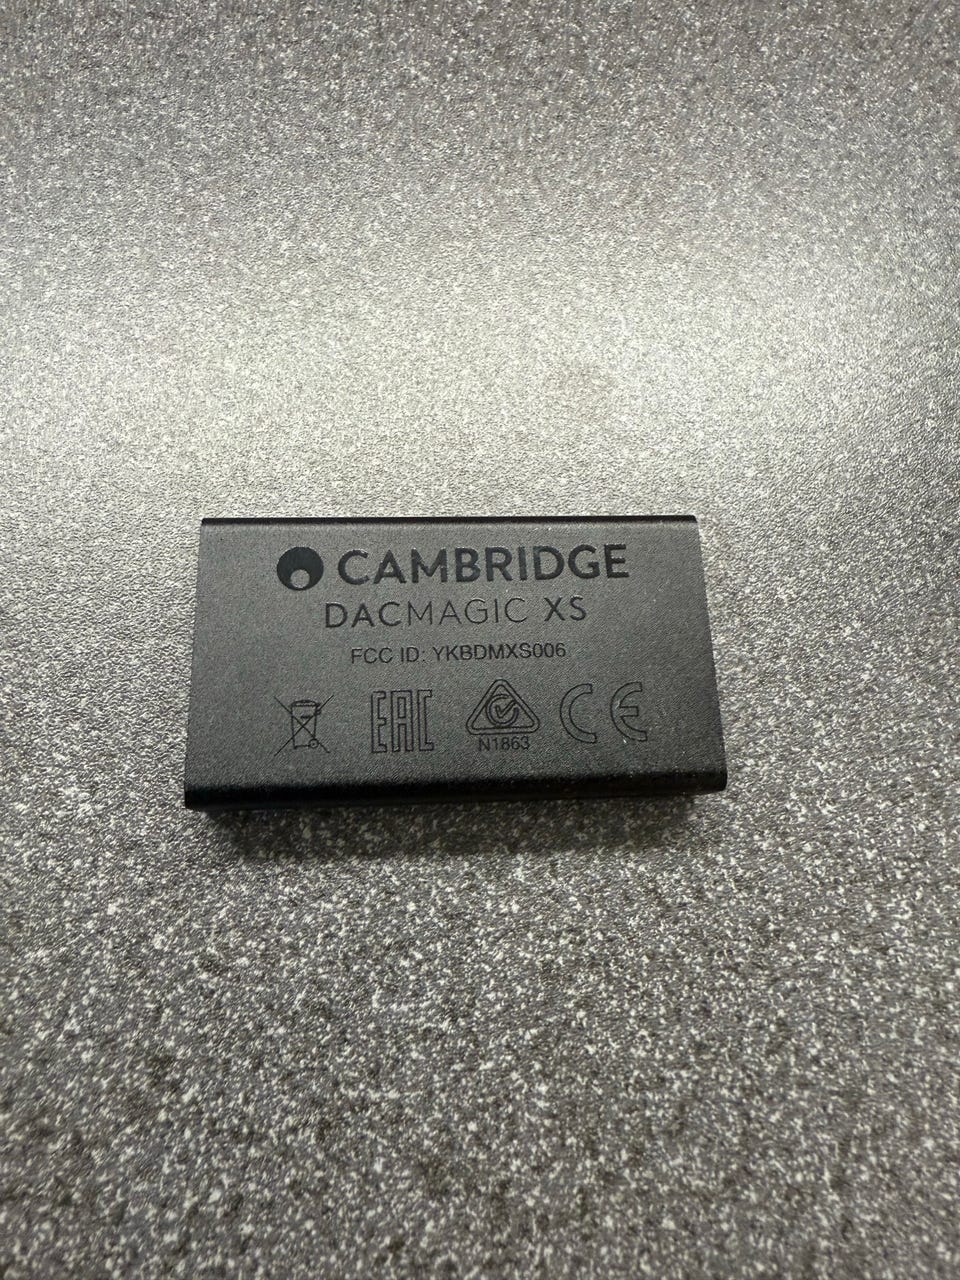 CAMBRIDGE
DACMAGIC XS
FCC ID: YKBDMXS006
EAC CE
N1863